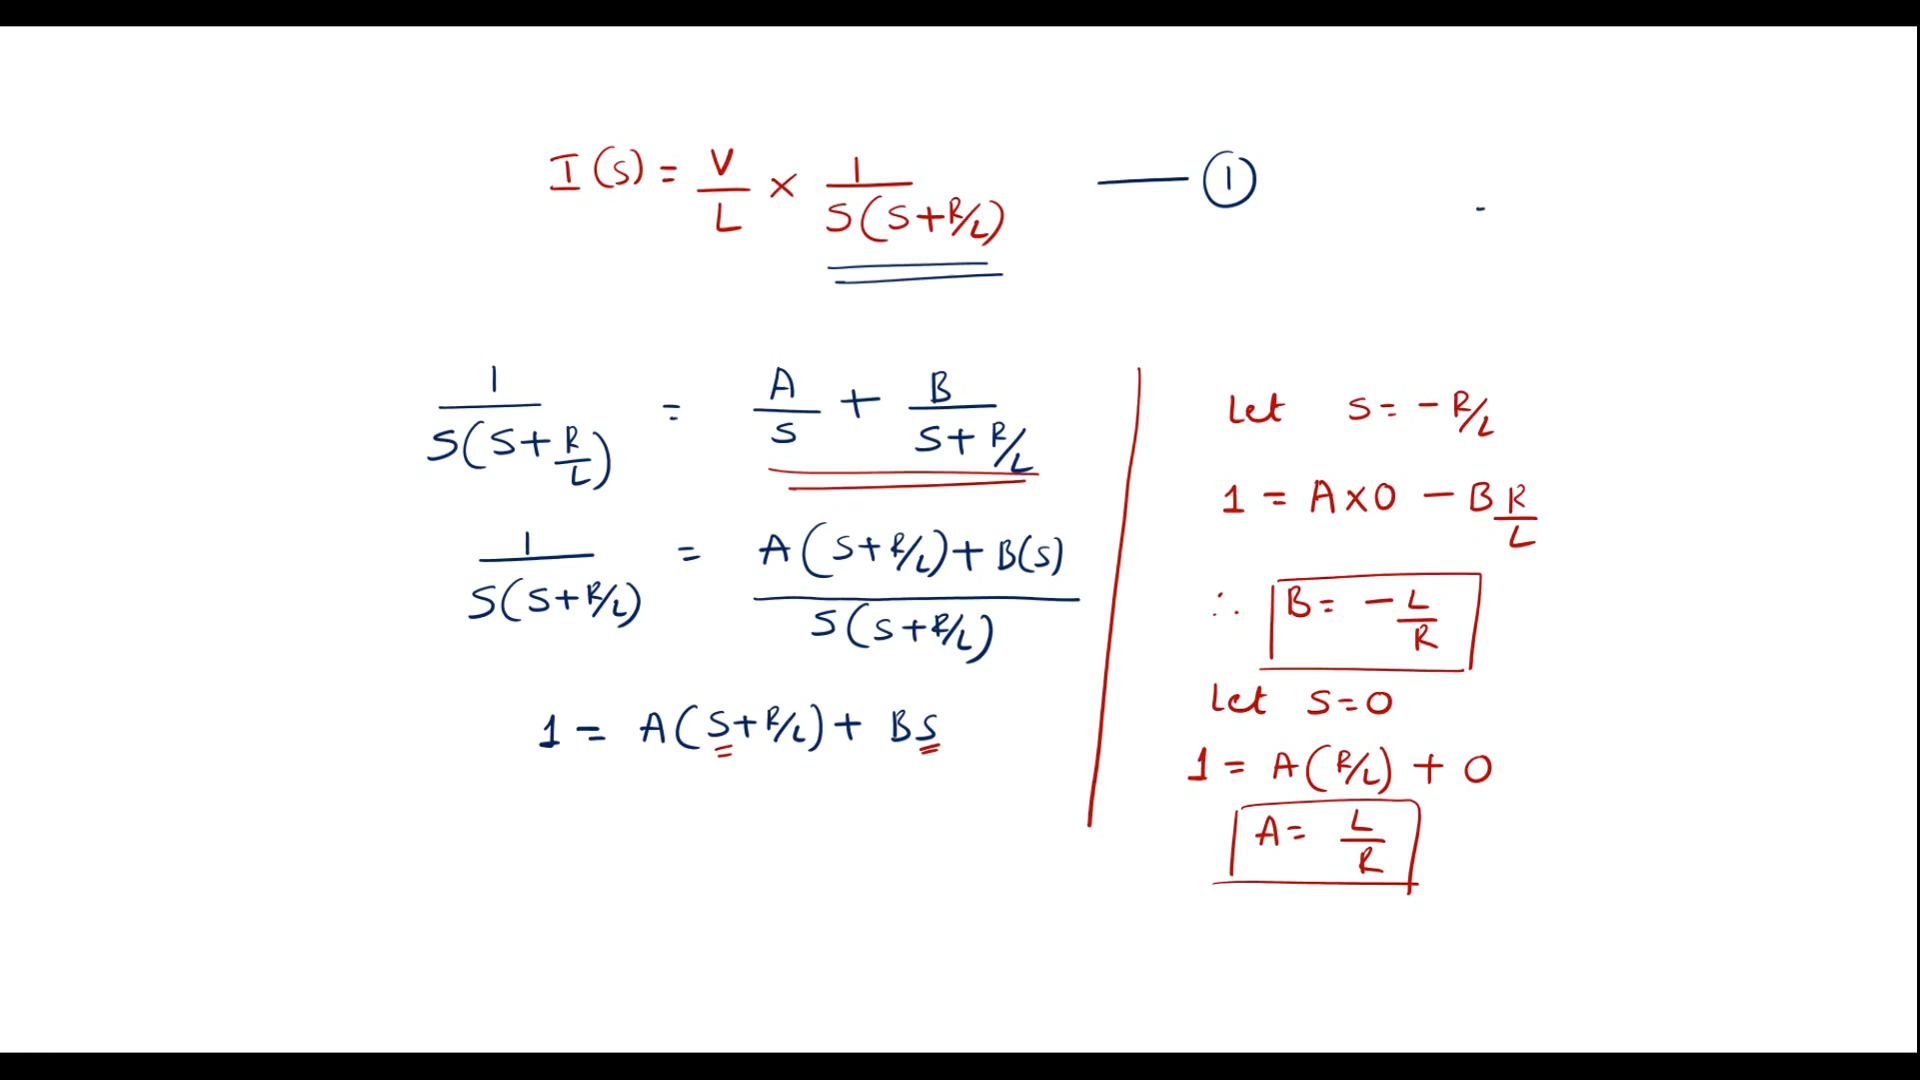 I(s) = V/L × 1/S(S+R/L) —— ①
1/S(S+R/L) = A/S + B/S+R/L
1/S(S+R/L) = A(S+R/L)+B(S)/S(S+R/L)
1 = A(S+R/L)+ BS
Let S = -R/L
1 = A×0 - B R/L
∴ B = -L/R
Let S=0
1 = A(R/L) + 0
A = L/R